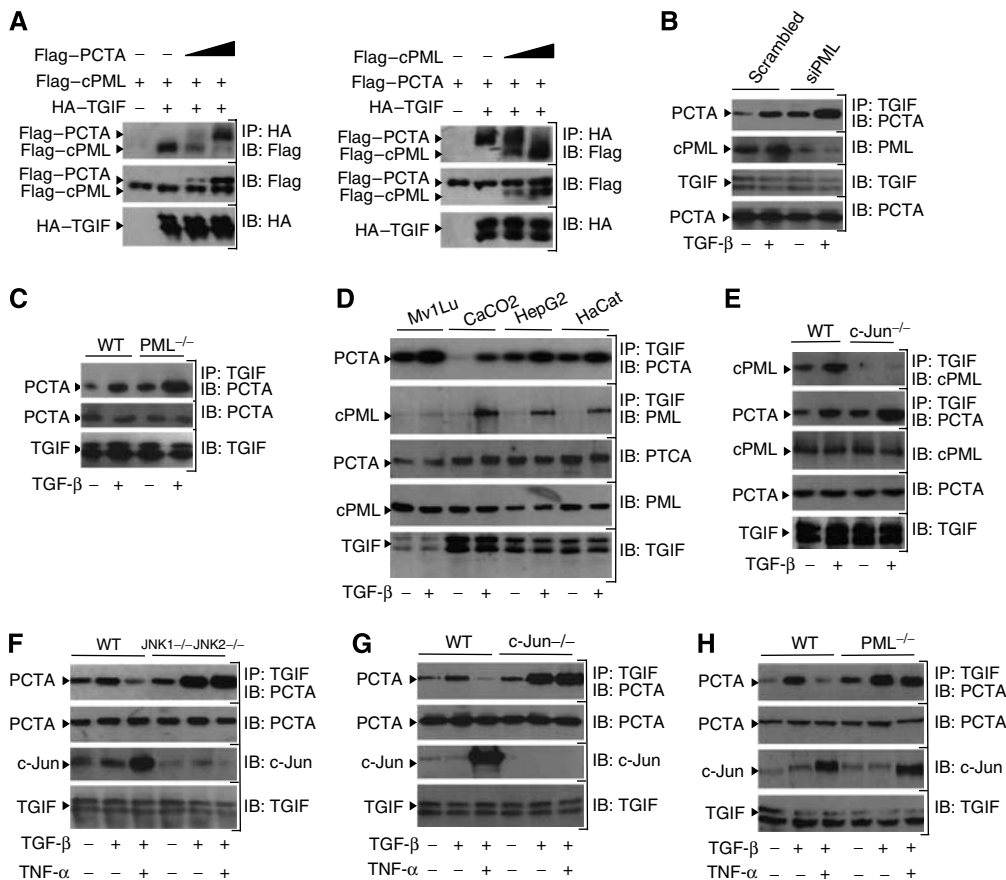 A
Flag–PCTA – –
Flag–cPML + + + +
HA–TGIF – + + +
Flag–PCTA
Flag–cPML
IP: HA
IB: Flag
Flag–PCTA
Flag–cPML
IB: Flag
HA–TGIF
IB: HA
Flag–cPML – –
Flag–PCTA + + + +
HA–TGIF – + + +
Flag–PCTA
Flag–cPML
IP: HA
IB: Flag
Flag–PCTA
Flag–cPML
IB: Flag
HA–TGIF
IB: HA
B
Scrambled siPML
PCTA
IP: TGIF
IB: PCTA
cPML
IB: PML
TGIF
IB: TGIF
PCTA
IB: PCTA
TGF-β – + – +
C
WT PML–/–
PCTA
IP: TGIF
IB: PCTA
PCTA
IB: PCTA
TGIF
IB: TGIF
TGF-β – + – +
D
Mv1Lu CaCO2 HepG2 HaCat
PCTA
IP: TGIF
IB: PCTA
cPML
IP: TGIF
IB: PML
PCTA
IB: PTCA
cPML
IB: PML
TGIF
IB: TGIF
TGF-β – + – + – + – +
E
WT c-Jun–/–
cPML
IP: TGIF
IB: cPML
PCTA
IP: TGIF
IB: PCTA
cPML
IB: cPML
PCTA
IB: PCTA
TGIF
IB: TGIF
TGF-β – + – +
F
WT JNK1–/–JNK2–/–
PCTA
IP: TGIF
IB: PCTA
PCTA
IB: PCTA
c-Jun
IB: c-Jun
TGIF
IB: TGIF
TGF-β – + + – + +
TNF-α – – + – – +
G
WT c-Jun–/–
PCTA
IP: TGIF
IB: PCTA
PCTA
IB: PCTA
c-Jun
IB: c-Jun
TGIF
IB: TGIF
TGF-β – + + – + +
TNF-α – – + – – +
H
WT PML–/–
PCTA
IP: TGIF
IB: PCTA
PCTA
IB: PCTA
c-Jun
IB: c-Jun
TGIF
IB: TGIF
TGF-β – + + – + +
TNF-α – – + – – +